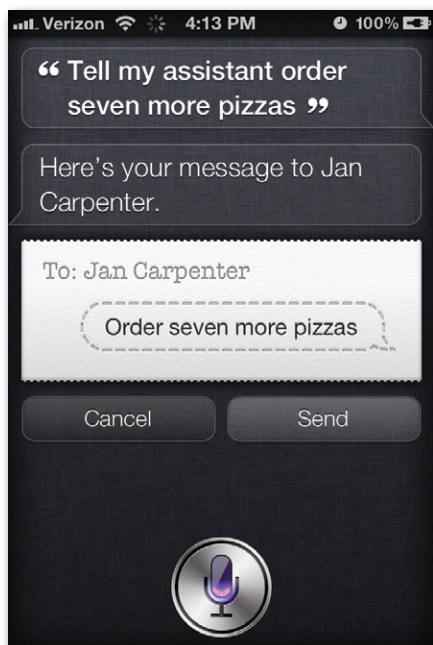 Verizon 4:13 PM 100%
“ Tell my assistant order
seven more pizzas ”
Here’s your message to Jan
Carpenter.
To: Jan Carpenter
Order seven more pizzas
Cancel Send